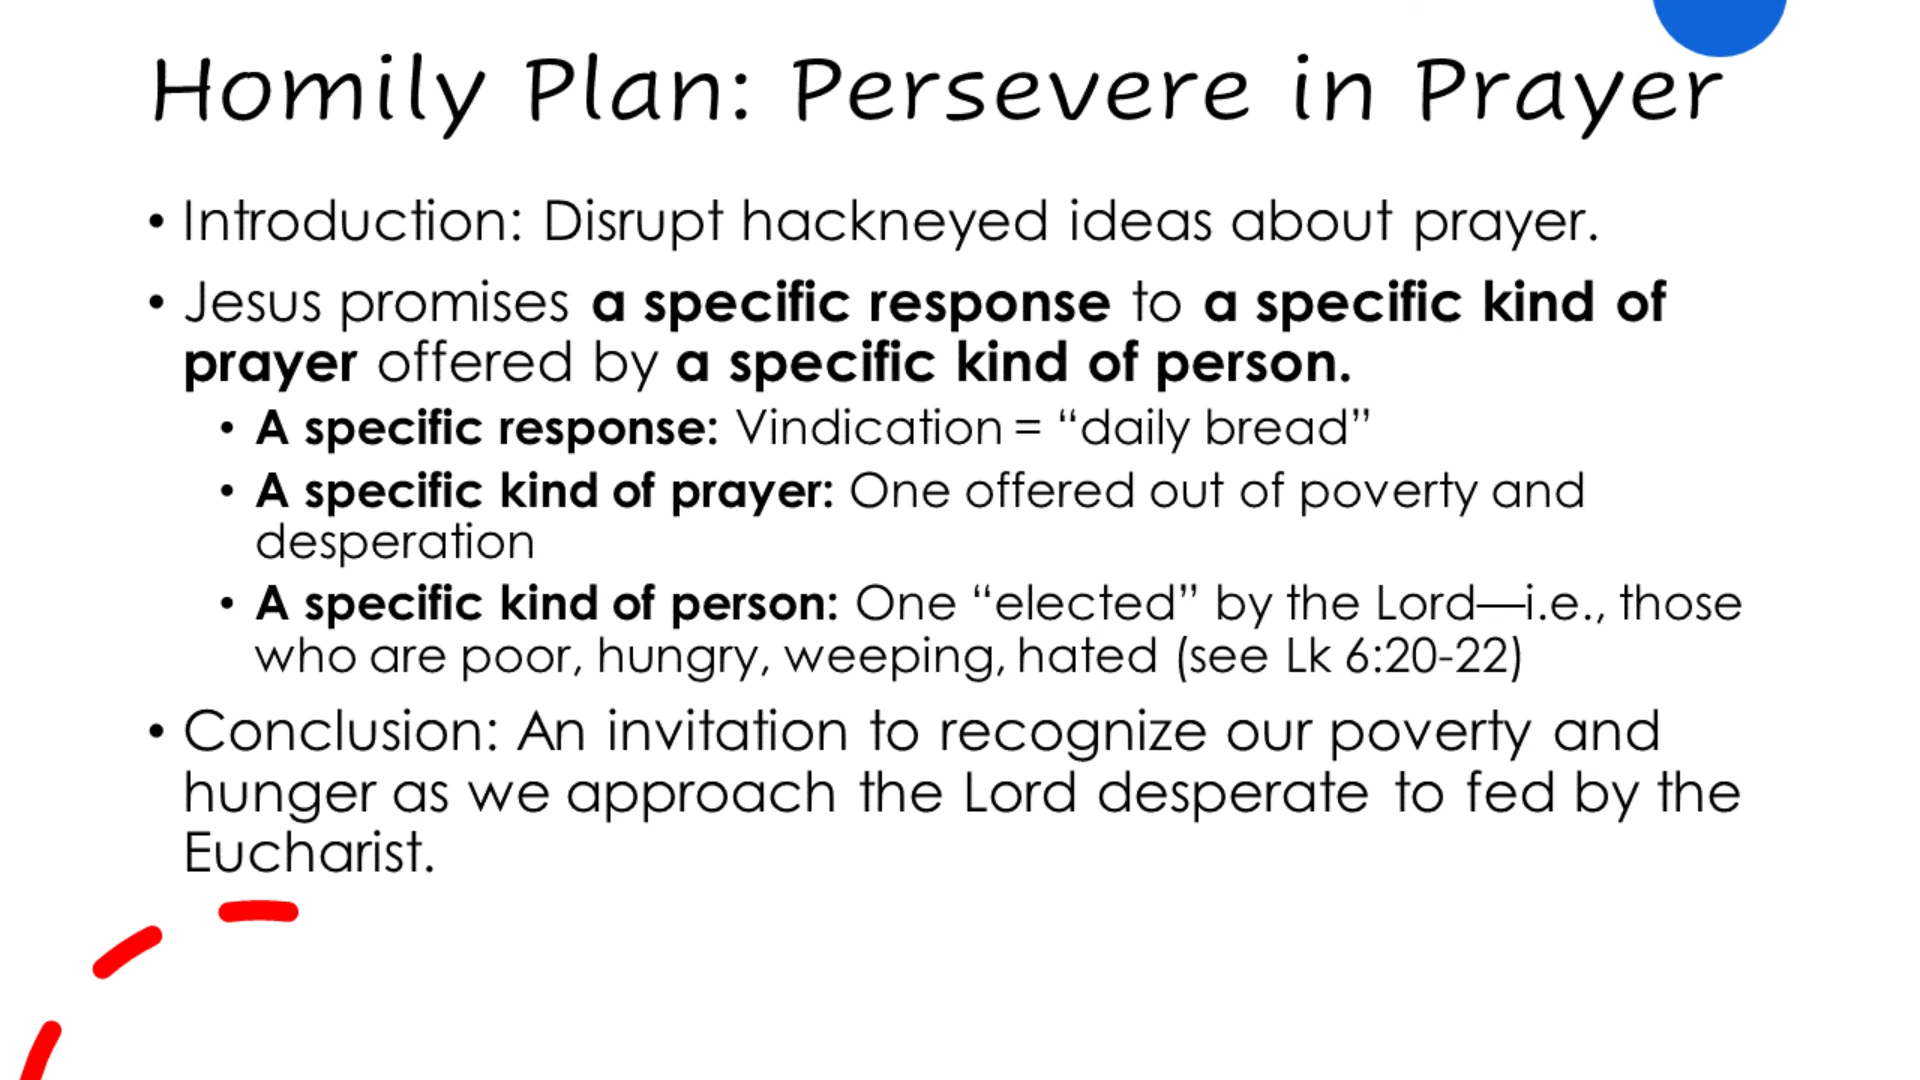 Homily Plan: Persevere in Prayer
• Introduction: Disrupt hackneyed ideas about prayer.
• Jesus promises a specific response to a specific kind of
prayer offered by a specific kind of person.
• A specific response: Vindication = “daily bread”
• A specific kind of prayer: One offered out of poverty and
desperation
• A specific kind of person: One “elected” by the Lord—i.e., those
who are poor, hungry, weeping, hated (see Lk 6:20-22)
• Conclusion: An invitation to recognize our poverty and
hunger as we approach the Lord desperate to fed by the
Eucharist.